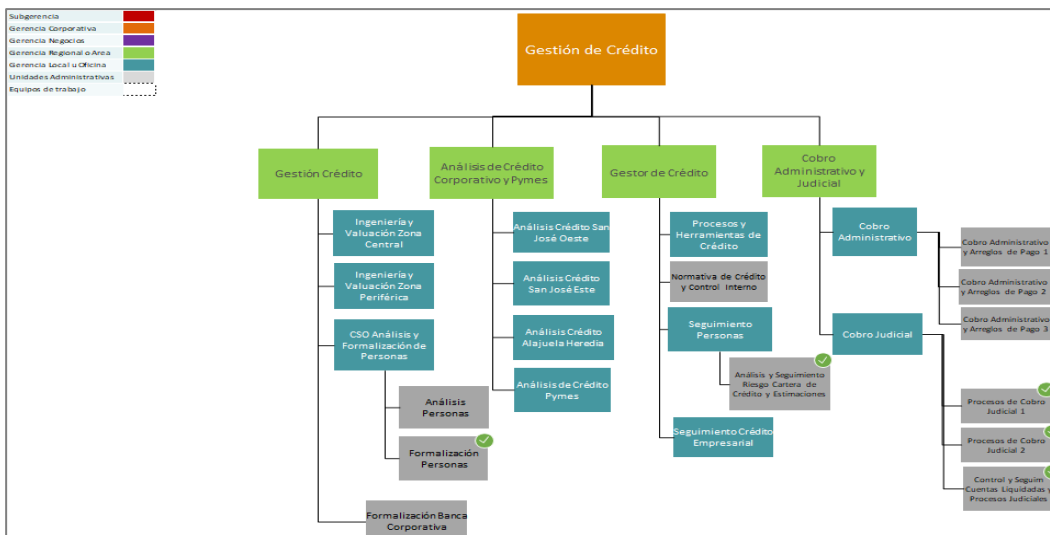 Subgerencia
Gerencia Corporativa
Gerencia Negocios
Gerencia Regional o Area
Gerencia Local u Oficina
Unidades Administrativas
Equipos de trabajo
Gestión de Crédito
Gestión Crédito
Análisis de Crédito
Corporativo y Pymes
Gestor de Crédito
Cobro
Administrativo y
Judicial
Ingeniería y
Valuación Zona
Central
Ingeniería y
Valuación Zona
Periférica
CSO Análisis y
Formalización de
Personas
Análisis
Personas
Formalización
Personas
Formalización Banca
Corporativa
Análisis Crédito San
José Oeste
Análisis Crédito
San José Este
Análisis Crédito
Alajuela Heredia
Análisis de Crédito
Pymes
Procesos y
Herramientas de
Crédito
Normativa de Crédito
y Control Interno
Seguimiento
Personas
Análisis y Seguimiento
Riesgo Cartera de
Crédito y Estimaciones
Seguimiento Crédito
Empresarial
Cobro
Administrativo
Cobro Administrativo
y Arreglos de Pago 1
Cobro Administrativo
y Arreglos de Pago 2
Cobro Administrativo
y Arreglos de Pago 3
Cobro Judicial
Procesos de Cobro
Judicial 1
Procesos de Cobro
Judicial 2
Control y Seguim
Cuentas Liquidadas y
Procesos Judiciales